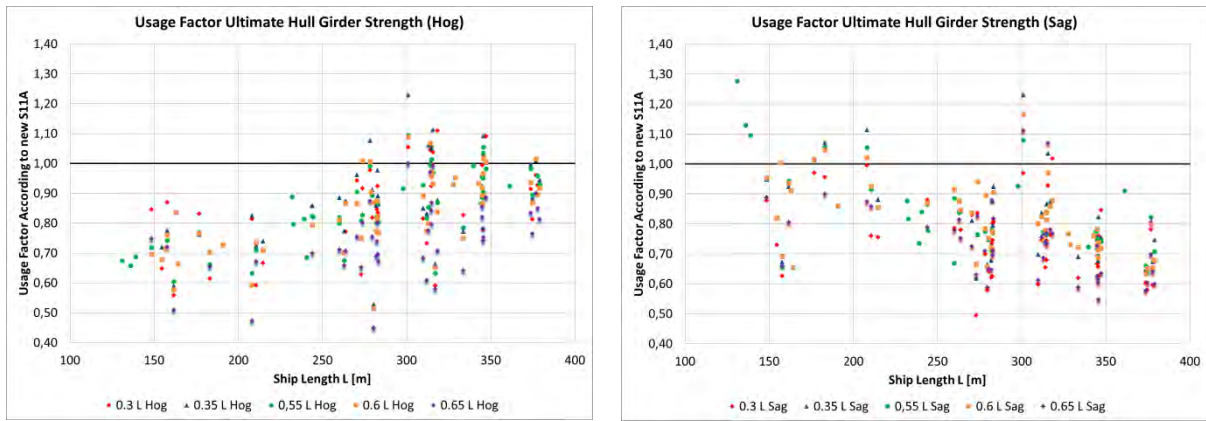 Usage Factor Ultimate Hull Girder Strength (Hog)
Usage Factor According to new S11A
1,40
1,30
1,20
1,10
1,00
0,90
0,80
0,70
0,60
0,50
0,40
100 150 200 250 300 350 400
Ship Length L [m]
0.3 L Hog 0.35 L Hog 0,55 L Hog 0.6 L Hog 0.65 L Hog
Usage Factor Ultimate Hull Girder Strength (Sag)
Usage Factor According to new S11A
1,40
1,30
1,20
1,10
1,00
0,90
0,80
0,70
0,60
0,50
0,40
100 150 200 250 300 350 400
Ship Length L [m]
0.3 L Sag 0.35 L Sag 0,55 L Sag 0.6 L Sag 0.65 L Sag